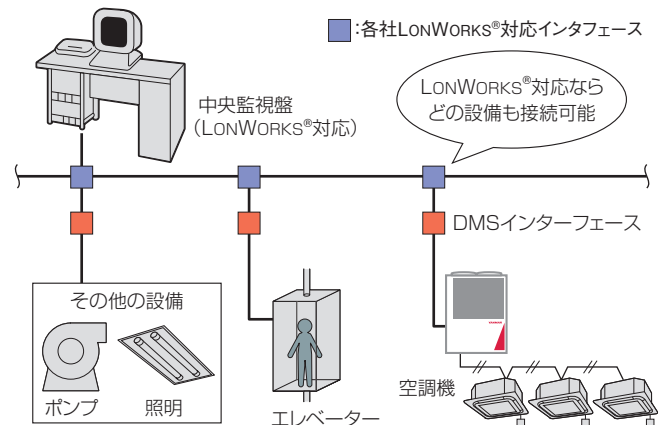 :各社LONWORKS®対応インタフェース
中央監視盤
(LONWORKS®対応)
LONWORKS®対応なら
どの設備も接続可能
DMSインターフェース
その他の設備
ポンプ
照明
エレベーター
空調機